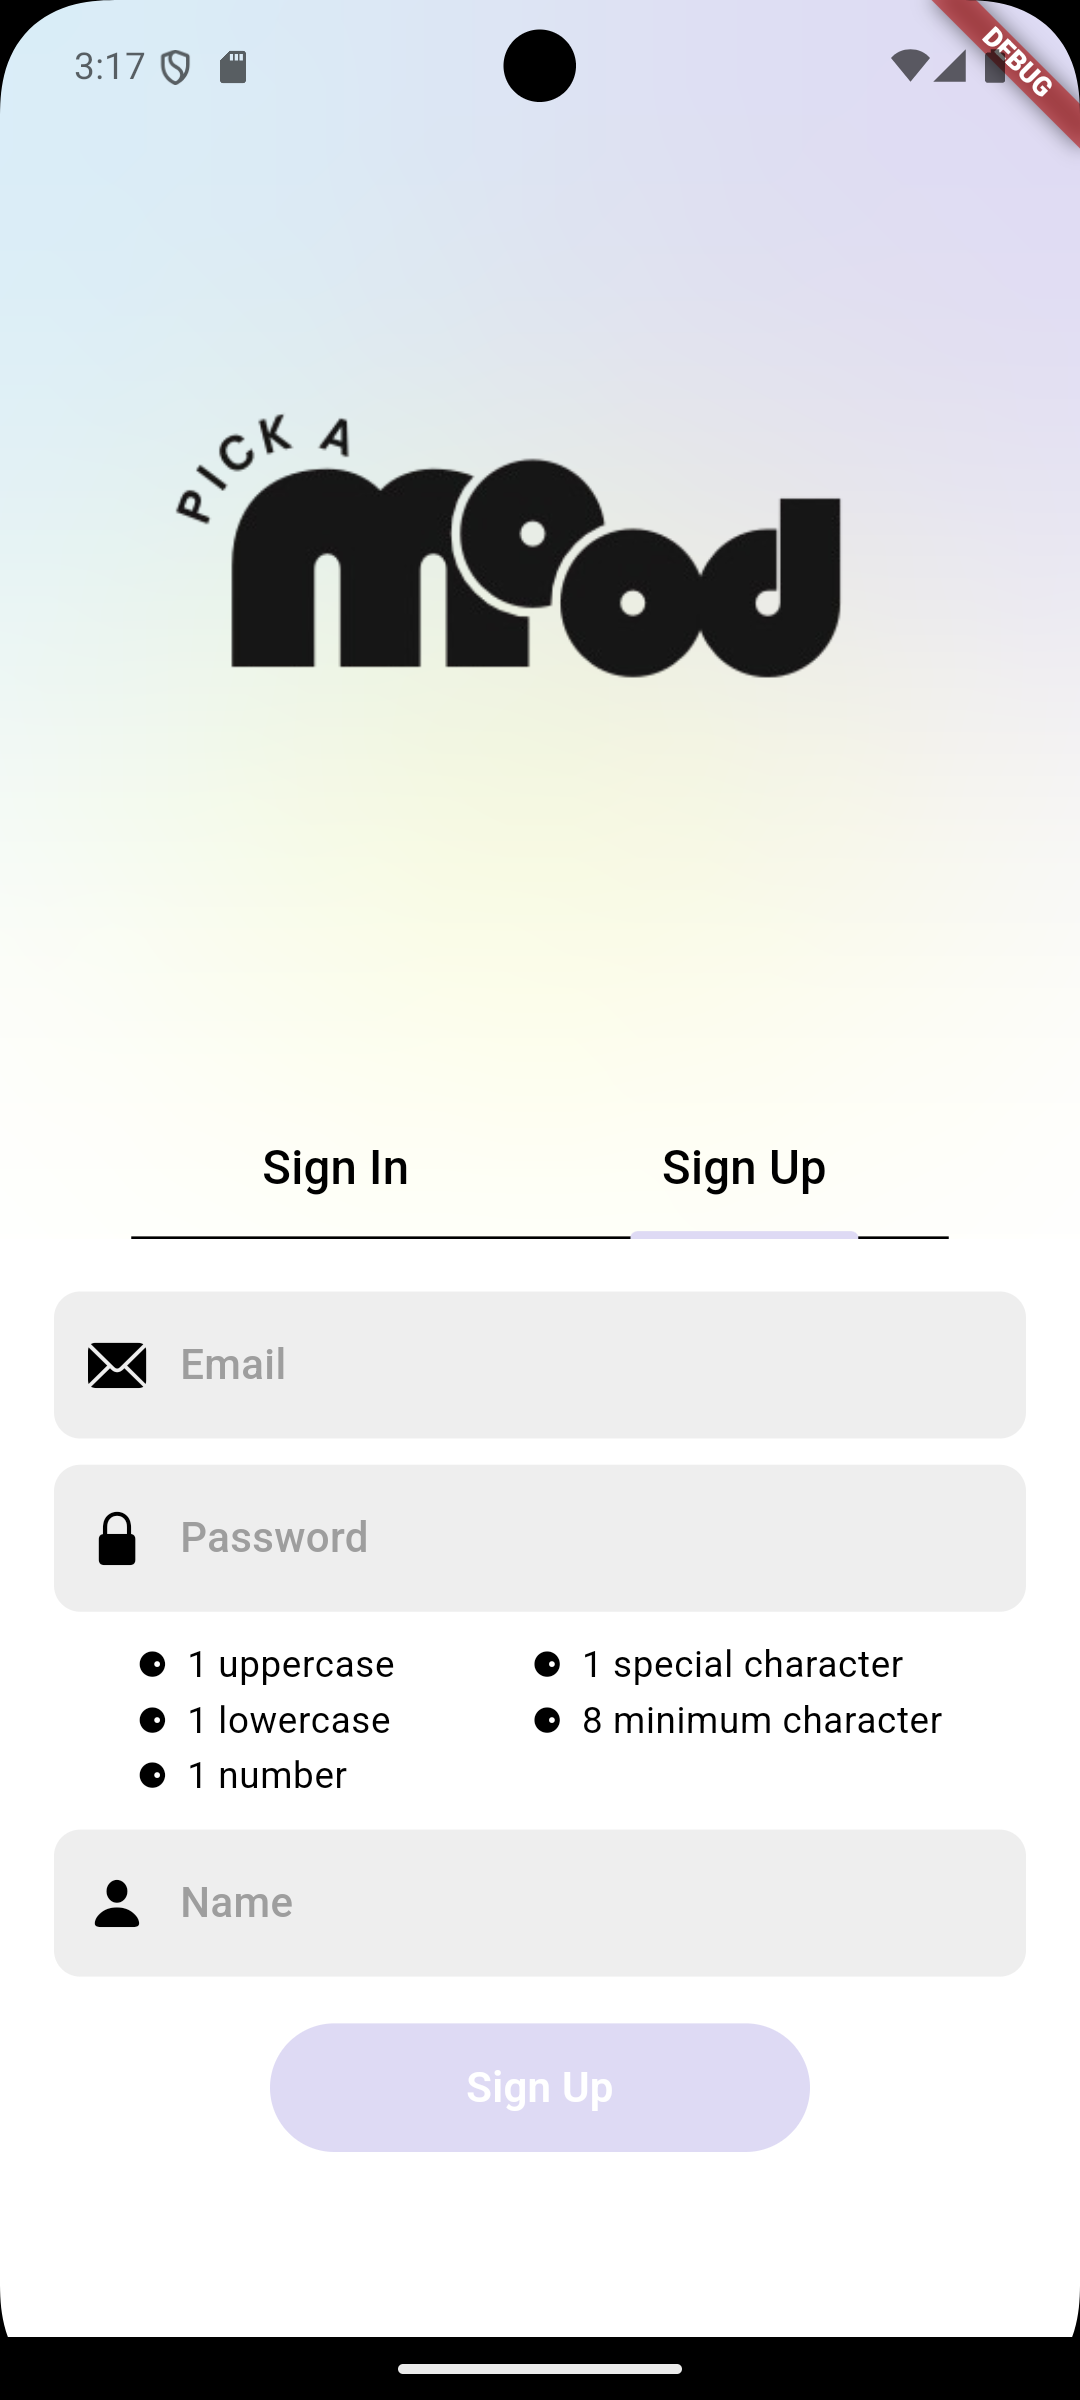 3:17
DEBUG
PICK A
mood
Sign In Sign Up
Email
Password
1 uppercase 1 special character
1 lowercase 8 minimum character
1 number
Name
Sign Up